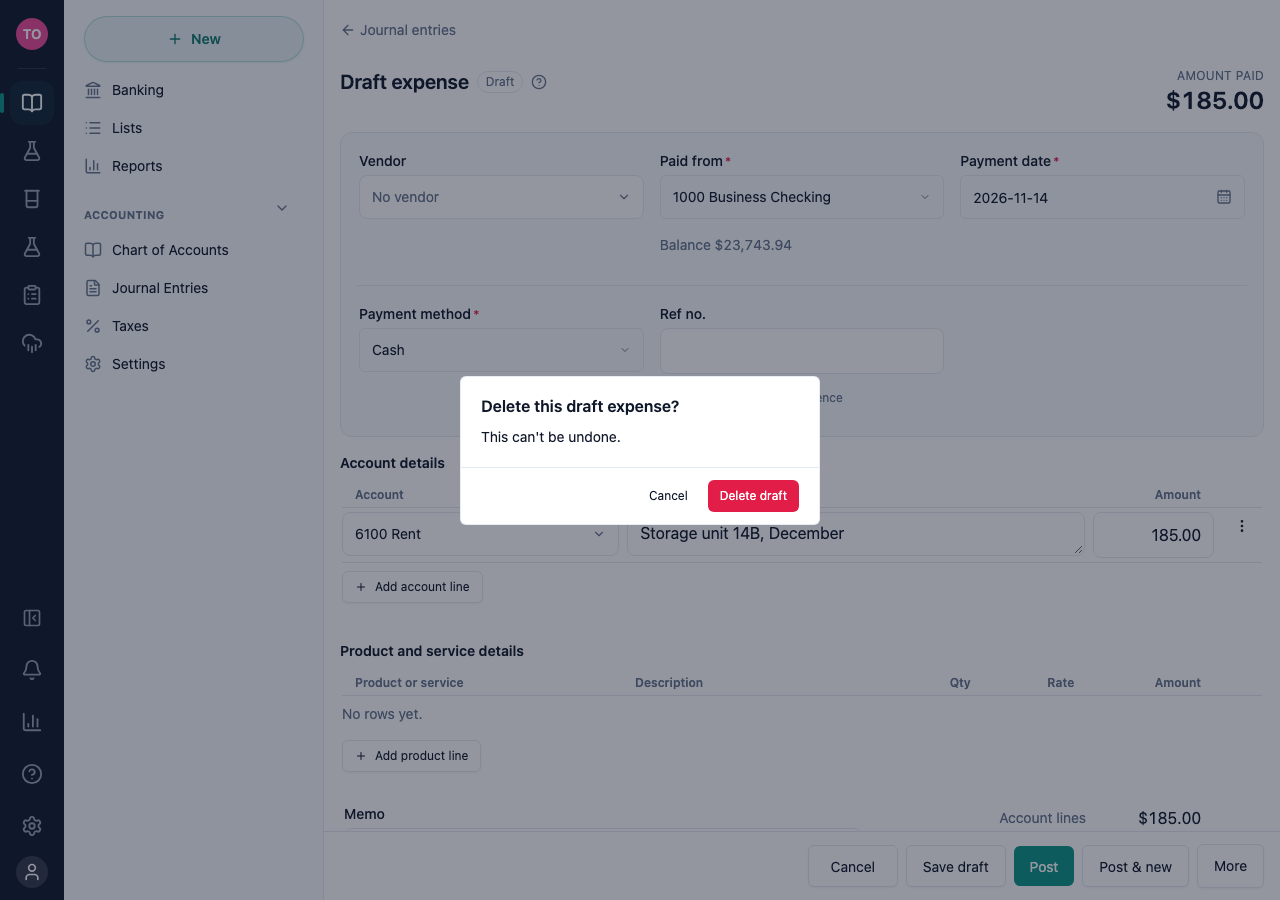 TO
New
Banking
Lists
Reports
ACCOUNTING
Chart of Accounts
Journal Entries
Taxes
Settings
Journal entries
Draft expense
Draft
AMOUNT PAID
$185.00
Vendor
Paid from *
Payment date *
No vendor
1000 Business Checking
2026-11-14
Balance $23,743.94
Payment method *
Ref no.
Cash
Delete this draft expense?
This can't be undone.
Cancel
Delete draft
Account details
Account
Amount
6100 Rent
Storage unit 14B, December
185.00
Add account line
Product and service details
Product or service
Description
Qty
Rate
Amount
No rows yet.
Add product line
Memo
Account lines
$185.00
Cancel
Save draft
Post
Post & new
More